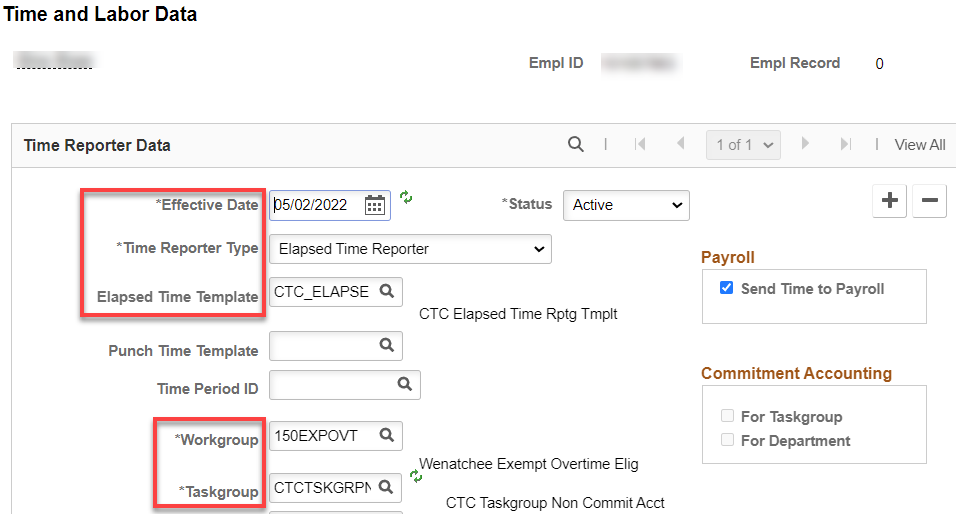 Time and Labor Data
Empl ID Empl Record 0
Time Reporter Data 1 of 1 View All
*Effective Date 05/02/2022 *Status Active
*Time Reporter Type Elapsed Time Reporter
Payroll
Send Time to Payroll
Elapsed Time Template CTC_ELAPSE
CTC Elapsed Time Rptg Tmplt
Punch Time Template
Time Period ID
Commitment Accounting
For Taskgroup
For Department
*Workgroup 150EXPOVT
Wenatchee Exempt Overtime Elig
*Taskgroup CTCTSKGRPN
CTC Taskgroup Non Commit Acct